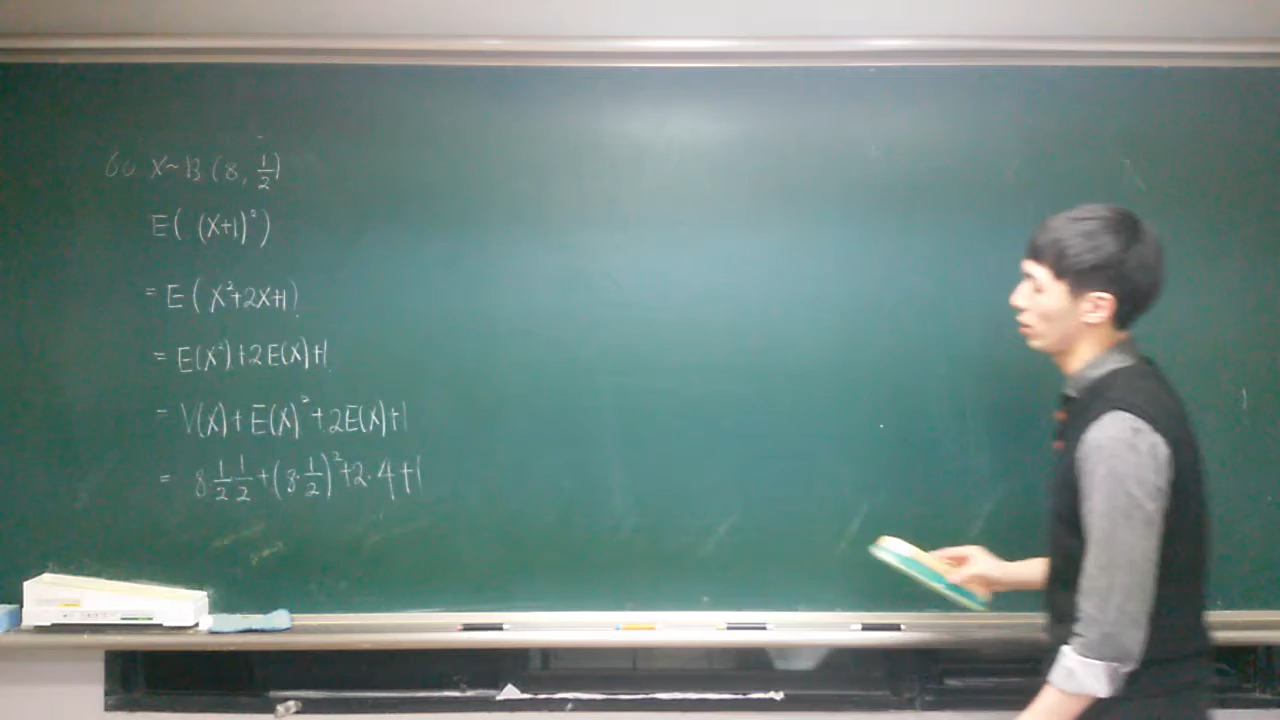 60 X~B(8, 1/2)
E( (X+1)² )
= E( X²+2X+1)
= E(X²)+2E(X)+1
= V(X)+E(X)²+2E(X)+1
= 8·1/2·1/2+(8·1/2)²+2·4+1